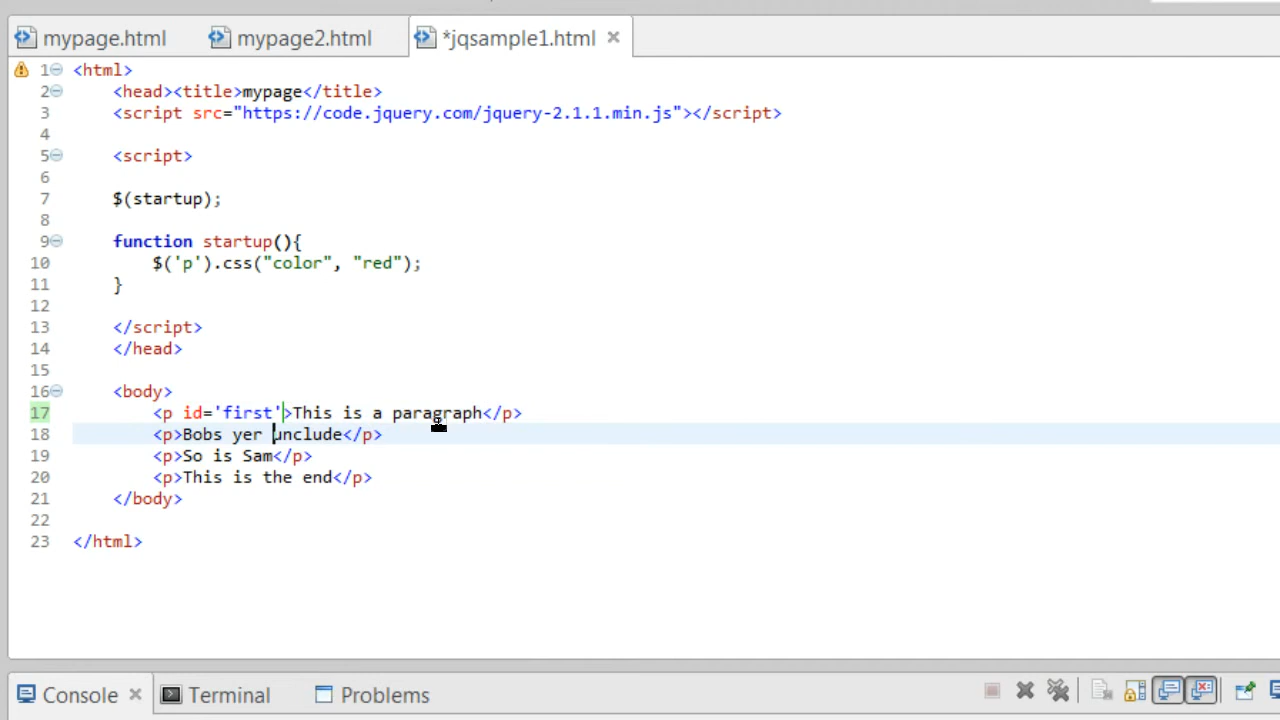 mypage.html mypage2.html *jqsample1.html
1 <html>
2 <head><title>mypage</title>
3 <script src="https://code.jquery.com/jquery-2.1.1.min.js"></script>
4
5 <script>
6
7 $(startup);
8
9 function startup(){
10 $('p').css("color", "red");
11 }
12
13 </script>
14 </head>
15
16 <body>
17 <p id='first'>This is a paragraph</p>
18 <p>Bobs yer unclude</p>
19 <p>So is Sam</p>
20 <p>This is the end</p>
21 </body>
22
23 </html>
Console Terminal Problems